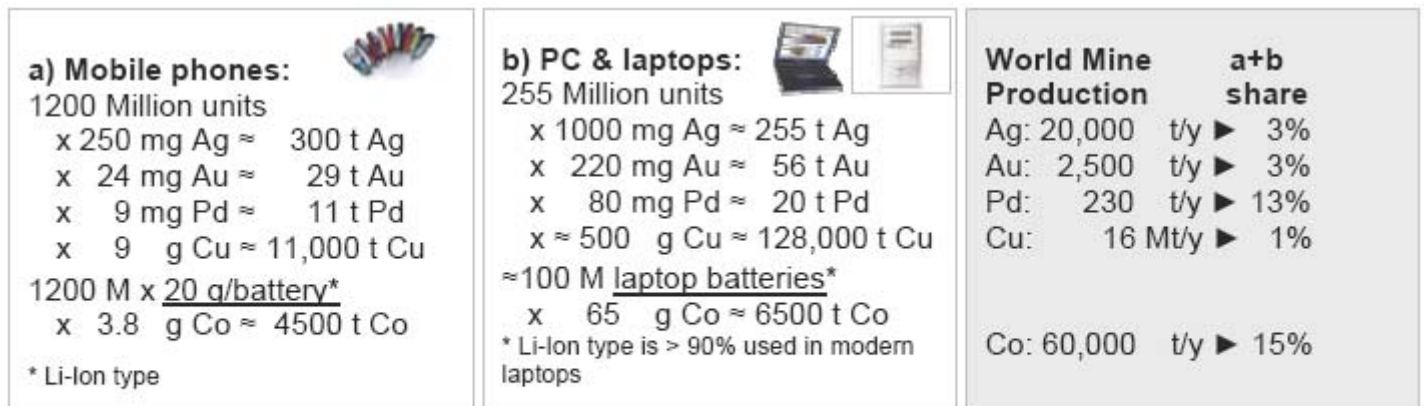 a) Mobile phones:
1200 Million units
x 250 mg Ag ≈ 300 t Ag
x 24 mg Au ≈ 29 t Au
x 9 mg Pd ≈ 11 t Pd
x 9 g Cu ≈ 11,000 t Cu
1200 M x 20 g/battery*
x 3.8 g Co ≈ 4500 t Co
* Li-Ion type
b) PC & laptops:
255 Million units
x 1000 mg Ag ≈ 255 t Ag
x 220 mg Au ≈ 56 t Au
x 80 mg Pd ≈ 20 t Pd
x ≈ 500 g Cu ≈ 128,000 t Cu
≈100 M laptop batteries*
x 65 g Co ≈ 6500 t Co
* Li-Ion type is > 90% used in modern
laptops
World Mine a+b
Production share
Ag: 20,000 t/y ► 3%
Au: 2,500 t/y ► 3%
Pd: 230 t/y ► 13%
Cu: 16 Mt/y ► 1%
Co: 60,000 t/y ► 15%